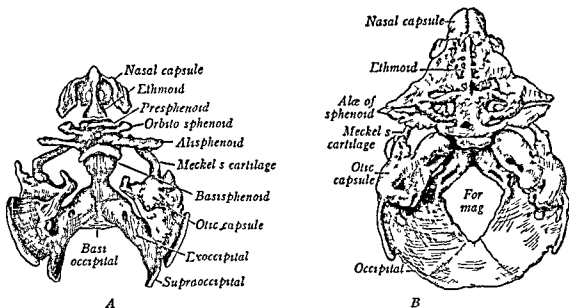 Nasal capsule
Ethmoid
Presphenoid
Orbito sphenoid
Alisphenoid
Meckel s cartilage
Basisphenoid
Otic capsule
Basi
occipital
Exoccipital
Supraoccipital
A
Nasal capsule
Ethmoid
Alæ of
sphenoid
Meckel s
cartilage
Otic
capsule
For
mag
Occipital
B